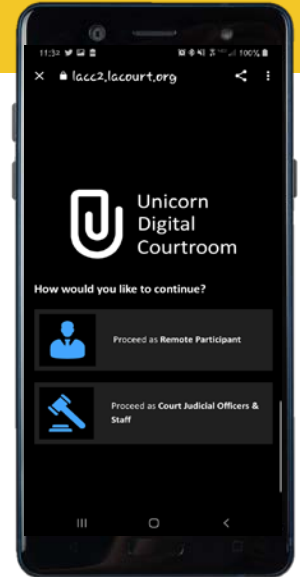 11:32 100%
lacc2.lacourt.org
Unicorn
Digital
Courtroom
How would you like to continue?
Proceed as Remote Participant
Proceed as Court Judicial Officers &
Staff